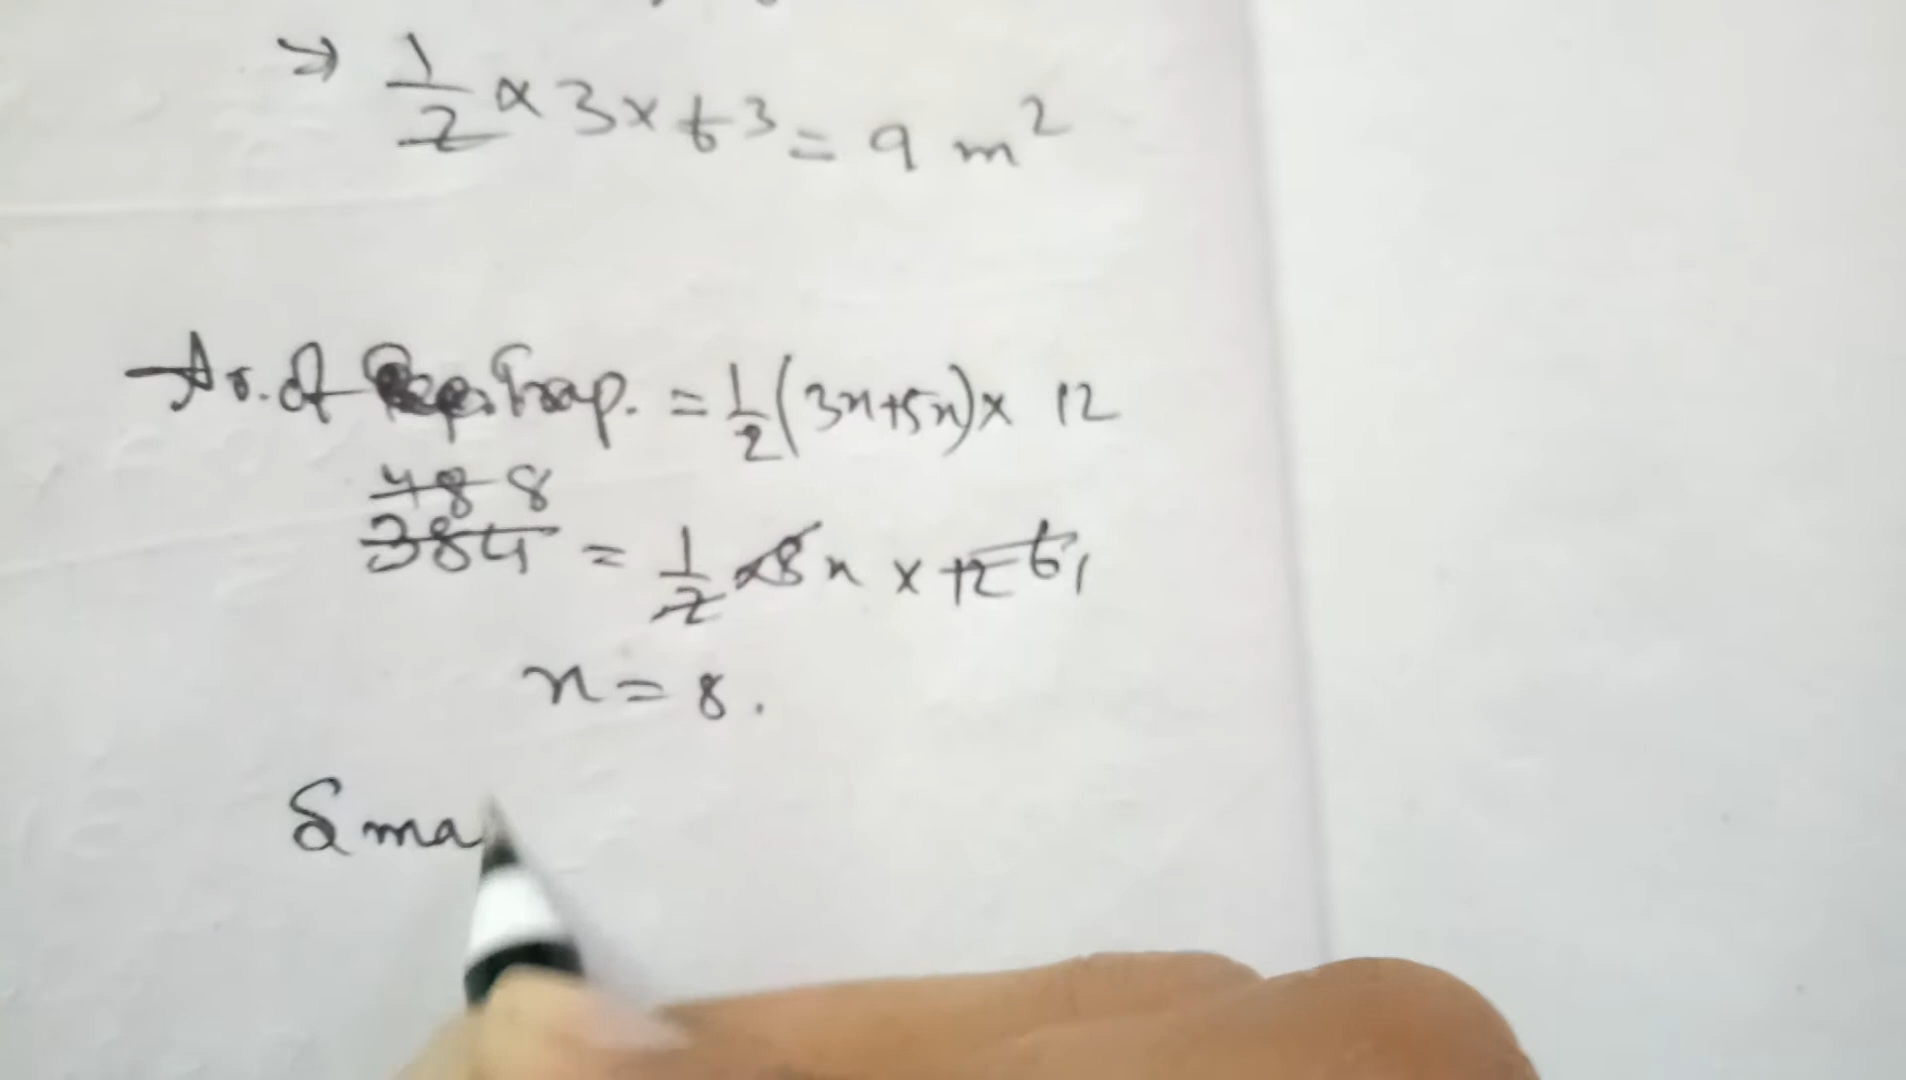 → 1/2 × 3 × 6 3 = 9 m²
Ar. of Trap. = 1/2 (3x+5x) × 12
48 8
384 = 1/2 × 8x × 12 6
x = 8.
Sma